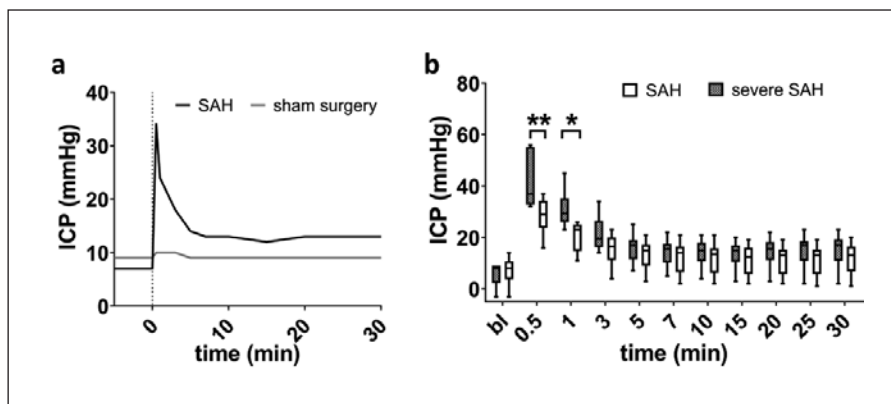 a
ICP (mmHg)
40
30
20
10
0
SAH
sham surgery
0
10
20
30
time (min)
b
ICP (mmHg)
80
60
40
20
0
SAH
severe SAH
**
*
bl
0.5
1
3
5
7
10
15
20
25
30
time (min)